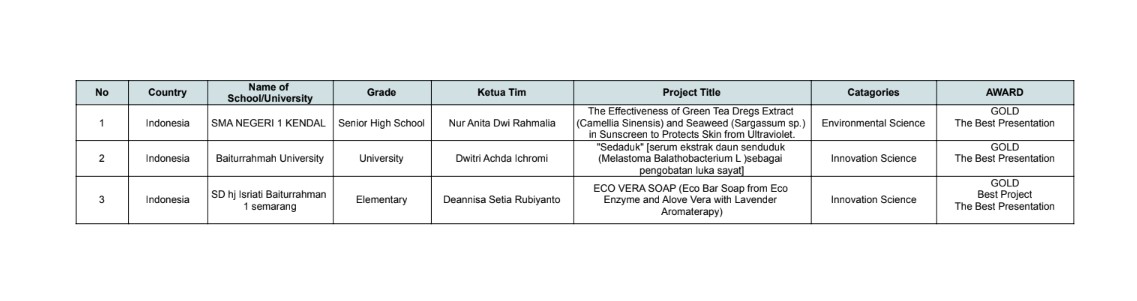 No Country Name of School/University Grade Ketua Tim Project Title Catagories AWARD
1 Indonesia SMA NEGERI 1 KENDAL Senior High School Nur Anita Dwi Rahmalia The Effectiveness of Green Tea Dregs Extract (Camellia Sinensis) and Seaweed (Sargassum sp.) in Sunscreen to Protects Skin from Ultraviolet. Environmental Science GOLD The Best Presentation
2 Indonesia Baiturrahmah University University Dwitri Achda Ichromi "Sedaduk" [serum ekstrak daun senduduk (Melastoma Balathobacterium L )sebagai pengobatan luka sayat] Innovation Science GOLD The Best Presentation
3 Indonesia SD hj Isriati Baiturrahman 1 semarang Elementary Deannisa Setia Rubiyanto ECO VERA SOAP (Eco Bar Soap from Eco Enzyme and Alove Vera with Lavender Aromaterapy) Innovation Science GOLD Best Project The Best Presentation